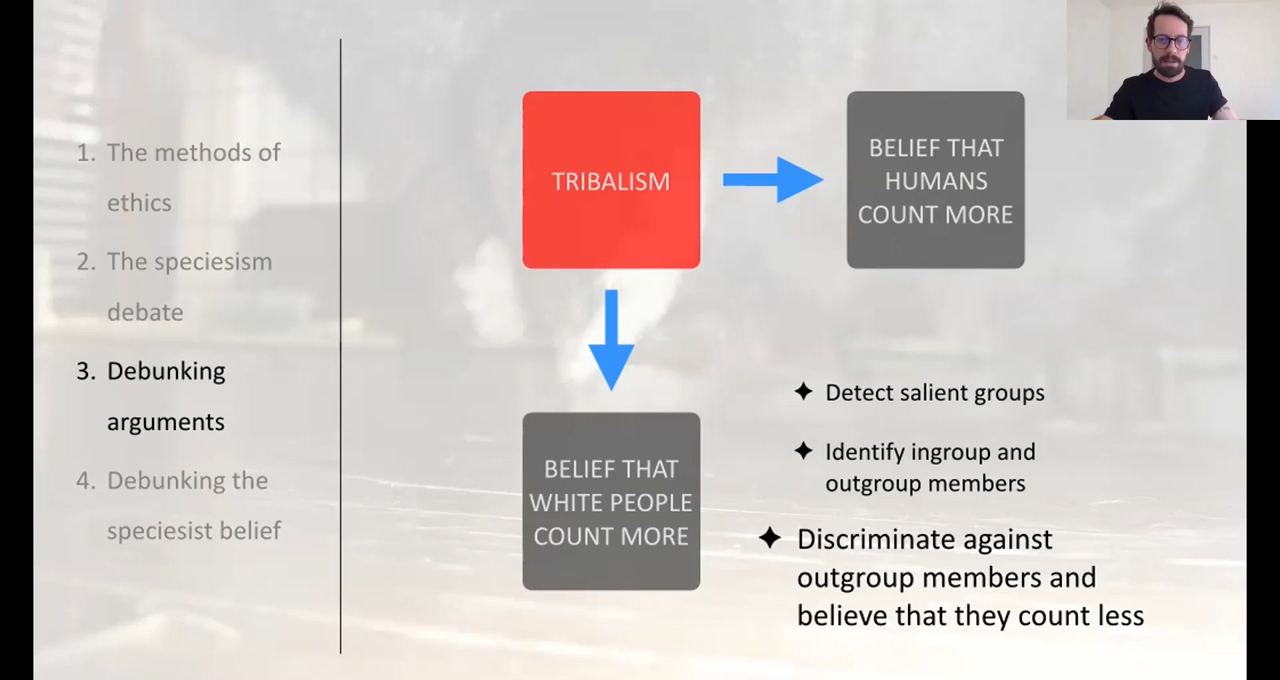 1. The methods of
ethics
2. The speciesism
debate
3. Debunking
arguments
4. Debunking the
speciesist belief
TRIBALISM
BELIEF THAT
HUMANS
COUNT MORE
BELIEF THAT
WHITE PEOPLE
COUNT MORE
Detect salient groups
Identify ingroup and
outgroup members
Discriminate against
outgroup members and
believe that they count less